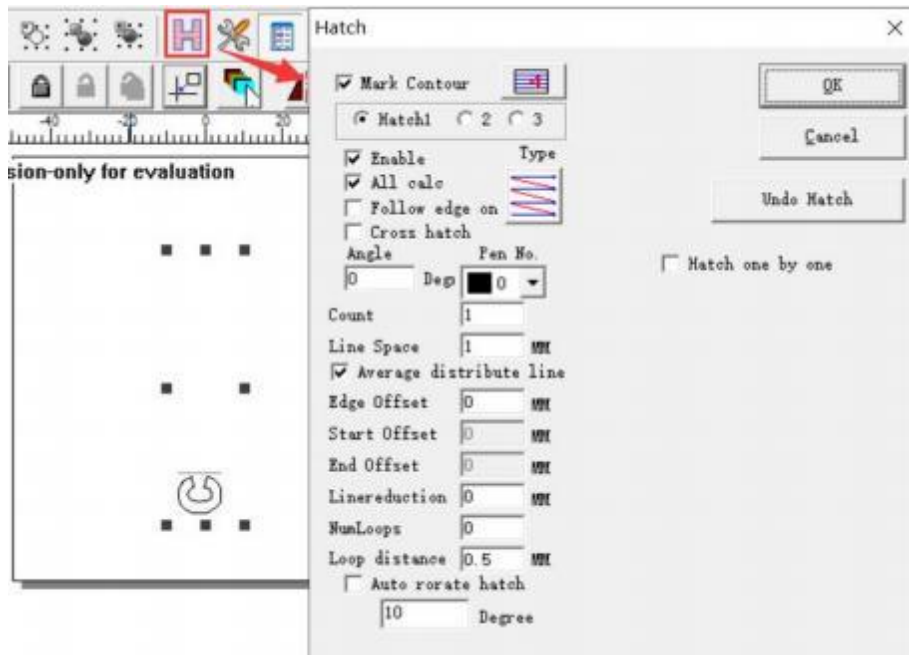 Hatch
Mark Contour
Hatch1 2 3
Enable Type
All calc
Follow edge on
Cross hatch
Angle Pen No.
0 Deg 0
Count 1
Line Space 1 MM
Average distribute line
Edge Offset 0 MM
Start Offset 0 MM
End Offset 0 MM
Linereduction 0 MM
NumLoops 0
Loop distance 0.5 MM
Auto rorate hatch
10 Degree
OK
Cancel
Undo Hatch
Hatch one by one
-40 -20 0 20
sion-only for evaluation